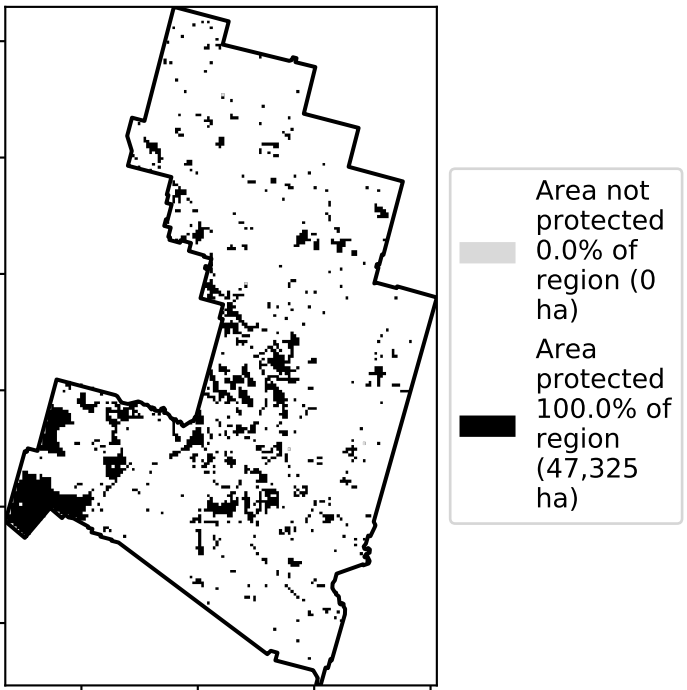 Area not
protected
0.0% of
region (0
ha)
Area
protected
100.0% of
region
(47,325
ha)